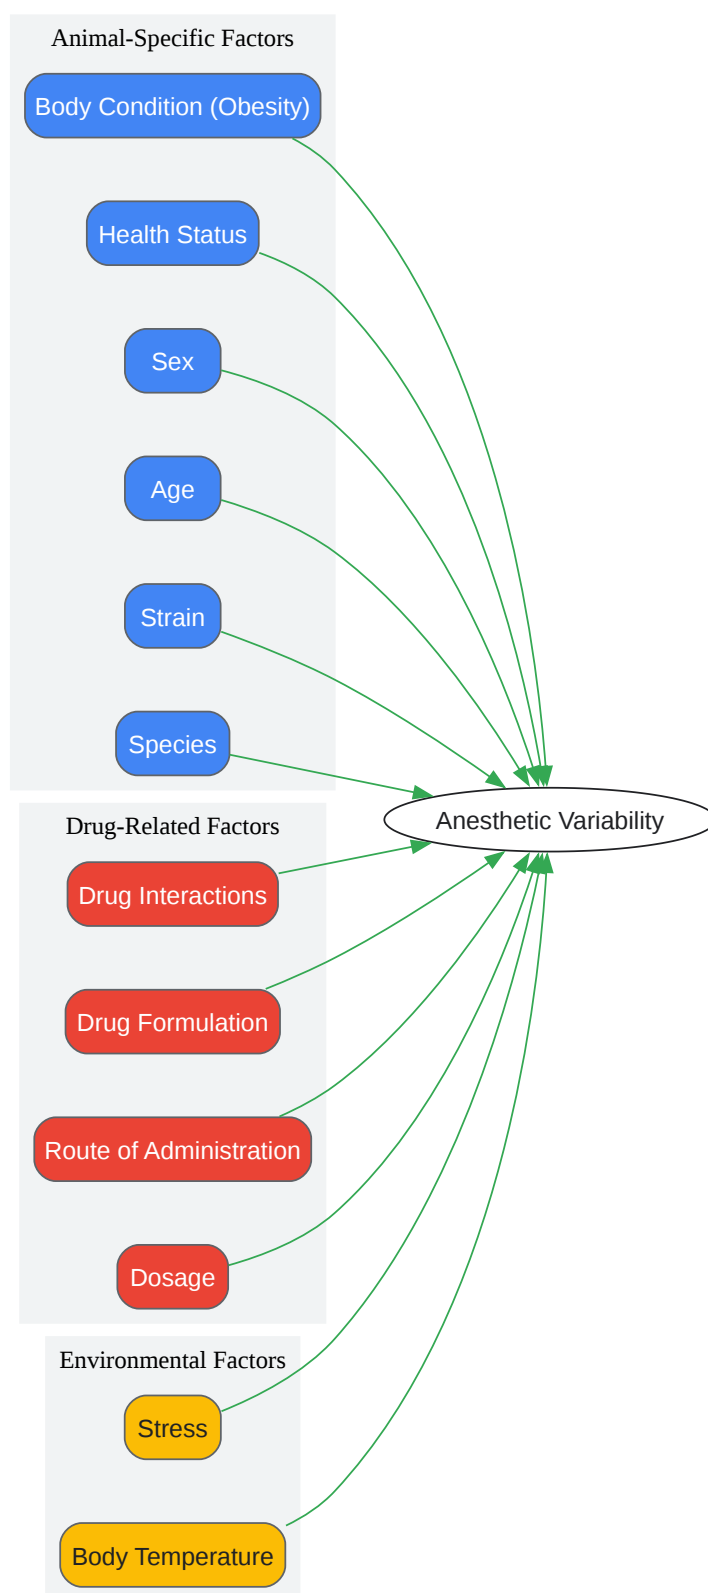 Animal-Specific Factors
Body Condition (Obesity)
Health Status
Sex
Age
Strain
Species
Anesthetic Variability
Drug-Related Factors
Drug Interactions
Drug Formulation
Route of Administration
Dosage
Environmental Factors
Stress
Body Temperature